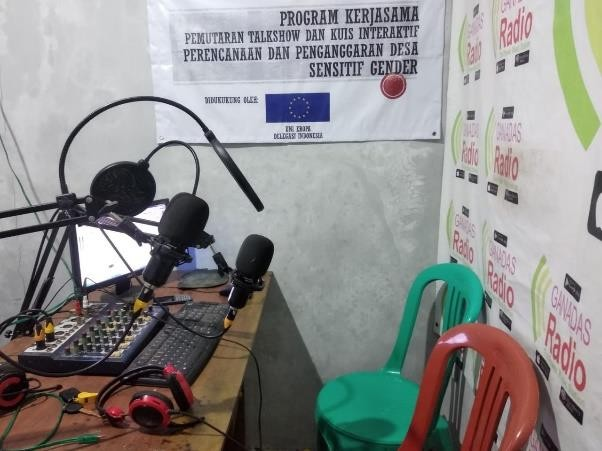 PROGRAM KERJASAMA
PEMUTARAN TALKSHOW DAN KUIS INTERAKTIF
PERENCANAAN DAN PENGANGGARAN DESA
SENSITIF GENDER
DIDUKUKUNG OLEH:
UNI EROPA
DELEGASI INDONESIA
GANADAS
Radio
GANADAS
Radio
GANADAS
Radio
GANADAS
Radio
GANADAS
Radio
GANADAS
Radio